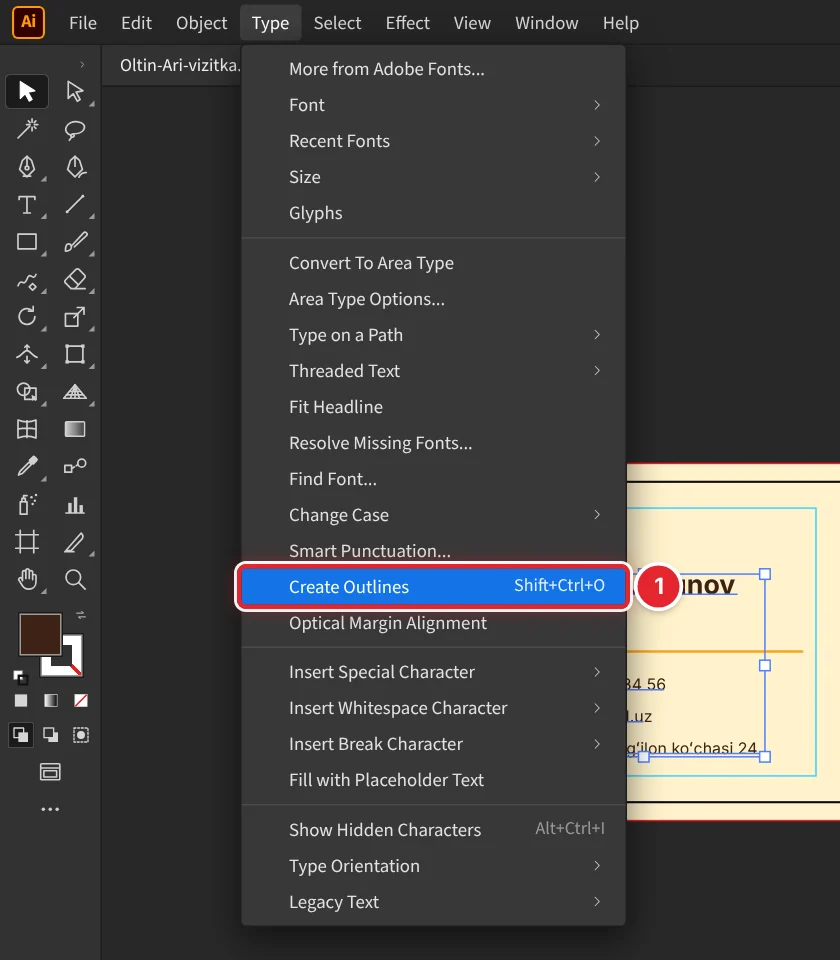 Ai File Edit Object Type Select Effect View Window Help
Oltin-Ari-vizitka.
More from Adobe Fonts...
Font
Recent Fonts
Size
Glyphs
Convert To Area Type
Area Type Options...
Type on a Path
Threaded Text
Fit Headline
Resolve Missing Fonts...
Find Font...
Change Case
Smart Punctuation...
Create Outlines Shift+Ctrl+O
1
unov
Optical Margin Alignment
Insert Special Character
34 56
Insert Whitespace Character
l.uz
Insert Break Character
gʻilon koʻchasi 24
Fill with Placeholder Text
Show Hidden Characters Alt+Ctrl+I
Type Orientation
Legacy Text